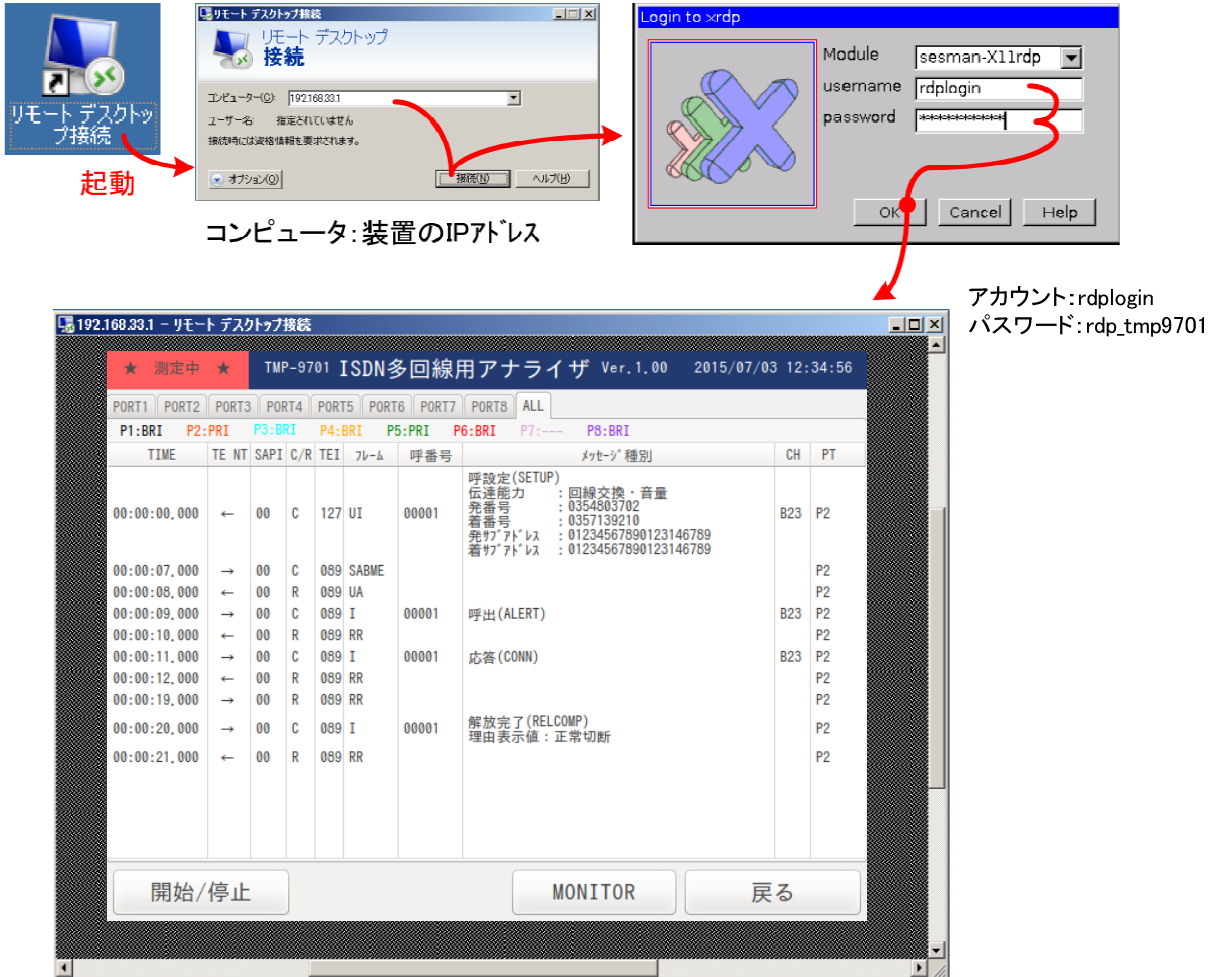 リモート デスクトッ
プ接続
起動
リモート デスクトップ接続
リモート デスクトップ
接続
コンピューター(C): 192.168.33.1
ユーザー名: 指定されていません
接続時には資格情報を要求されます。
オプション(O) 接続(N) ヘルプ(H)
コンピュータ:装置のIPアドレス
Login to xrdp
Module sesman-X11rdp
username rdplogin
password ************
OK Cancel Help
アカウント:rdplogin
パスワード:rdp_tmp9701
192.168.33.1 - リモート デスクトップ接続
★ 測定中 ★ TMP-9701 ISDN多回線用アナライザ Ver.1.00 2015/07/03 12:34:56
PORT1 PORT2 PORT3 PORT4 PORT5 PORT6 PORT7 PORT8 ALL
P1:BRI P2:PRI P3:BRI P4:BRI P5:PRI P6:BRI P7:--- P8:BRI
TIME TE NT SAPI C/R TEI フレーム 呼番号 メッセージ種別 CH PT
呼設定(SETUP)
伝達能力 :回線交換・音量
発番号 :0354803702
00:00:00,000 ← 00 C 127 UI 00001 着番号 :0357139210 B23 P2
発サブアドレス :01234567890123146789
着サブアドレス :01234567890123146789
00:00:07,000 → 00 C 089 SABME P2
00:00:08,000 ← 00 R 089 UA P2
00:00:09,000 → 00 C 089 I 00001 呼出(ALERT) B23 P2
00:00:10,000 ← 00 R 089 RR P2
00:00:11,000 → 00 C 089 I 00001 応答(CONN) B23 P2
00:00:12,000 ← 00 R 089 RR P2
00:00:19,000 → 00 R 089 RR P2
00:00:20,000 → 00 C 089 I 00001 解放完了(RELCOMP) P2
理由表示値:正常切断
00:00:21,000 ← 00 R 089 RR P2
開始/停止 MONITOR 戻る